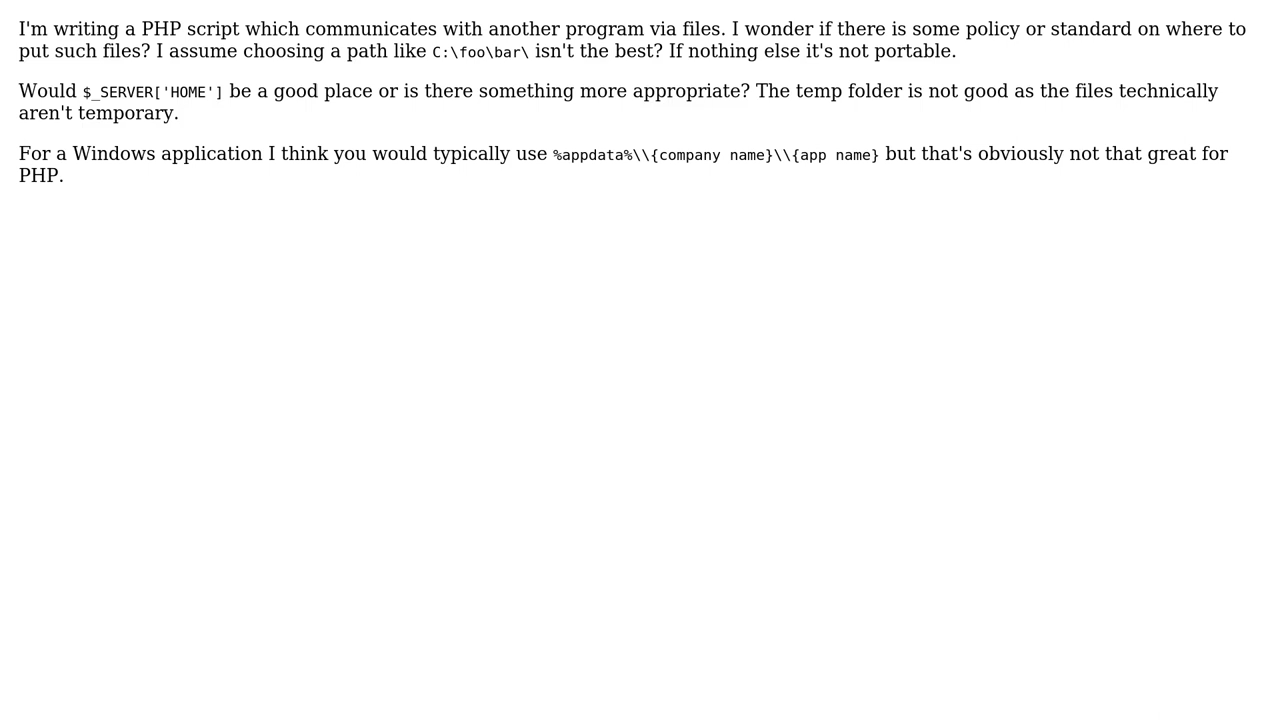 I'm writing a PHP script which communicates with another program via files. I wonder if there is some policy or standard on where to
put such files? I assume choosing a path like C:\foo\bar\ isn't the best? If nothing else it's not portable.
Would $_SERVER['HOME'] be a good place or is there something more appropriate? The temp folder is not good as the files technically
aren't temporary.
For a Windows application I think you would typically use %appdata%\\{company name}\\{app name} but that's obviously not that great for
PHP.